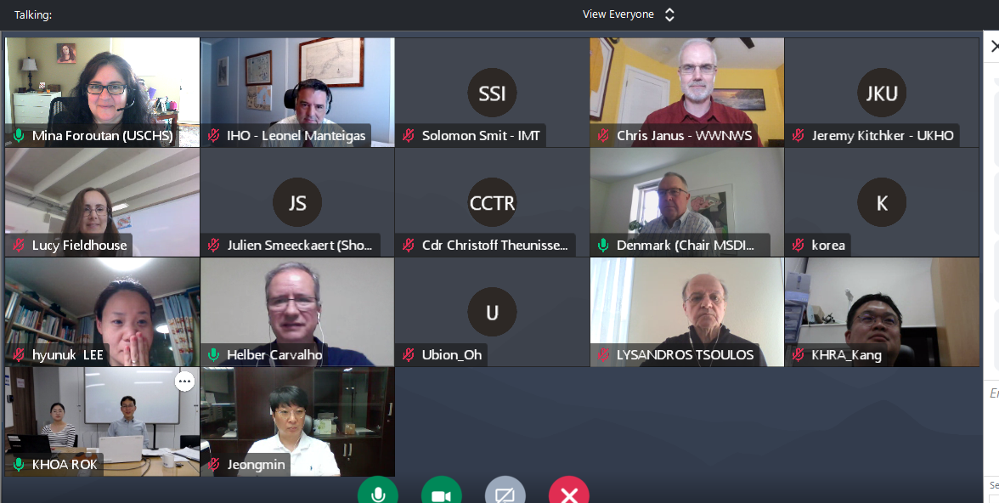 Talking:
View Everyone
Mina Foroutan (USCHS)
IHO - Leonel Manteigas
SSI
Solomon Smit - IMT
Chris Janus - WWNWS
JKU
Jeremy Kitchker - UKHO
Lucy Fieldhouse
JS
Julien Smeeckaert (Sho...
CCTR
Cdr Christoff Theunisse...
Denmark (Chair MSDI...
K
korea
hyunuk LEE
Helber Carvalho
U
Ubion_Oh
LYSANDROS TSOULOS
KHRA_Kang
KHOA ROK
Jeongmin
En
Se